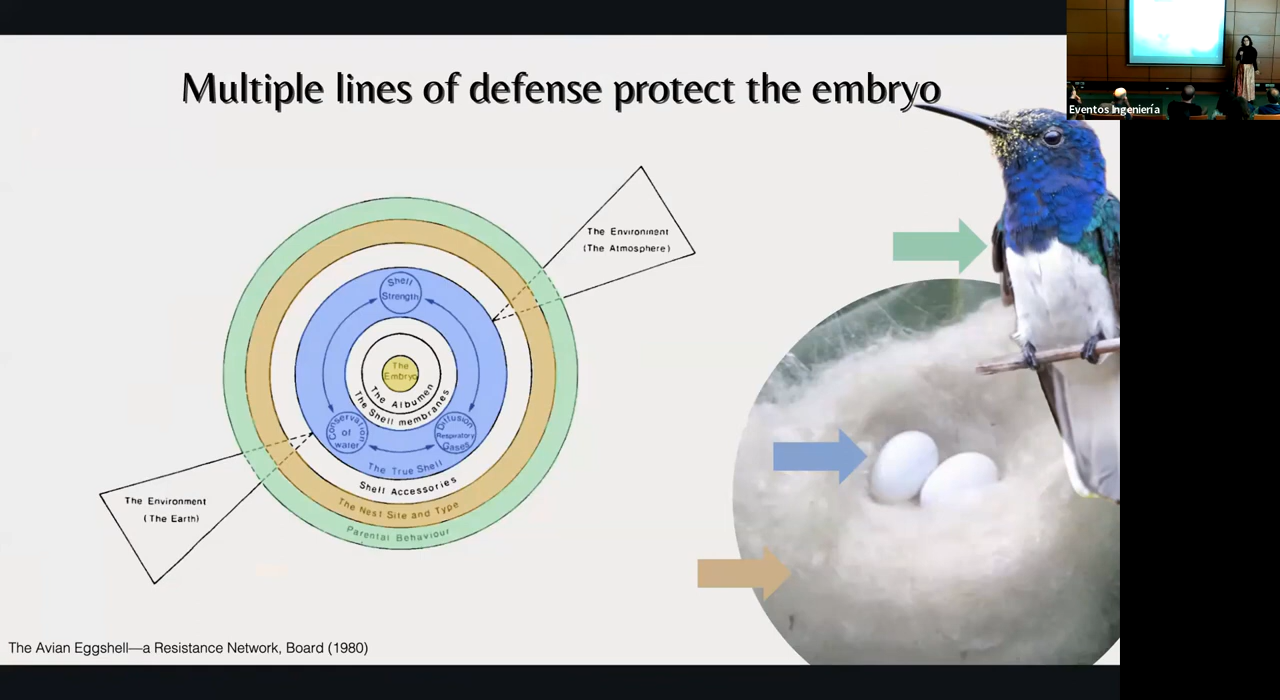 Multiple lines of defense protect the embryo
Eventos Ingeniería
The Environment
(The Atmosphere)
Shell
Strength
The
Embryo
The Albumen
The Shell membranes
Conservation
of
water
Diffusion
Respiratory
Gases
The True Shell
Shell Accessories
The Nest Site and Type
Parental Behaviour
The Environment
(The Earth)
The Avian Eggshell—a Resistance Network, Board (1980)